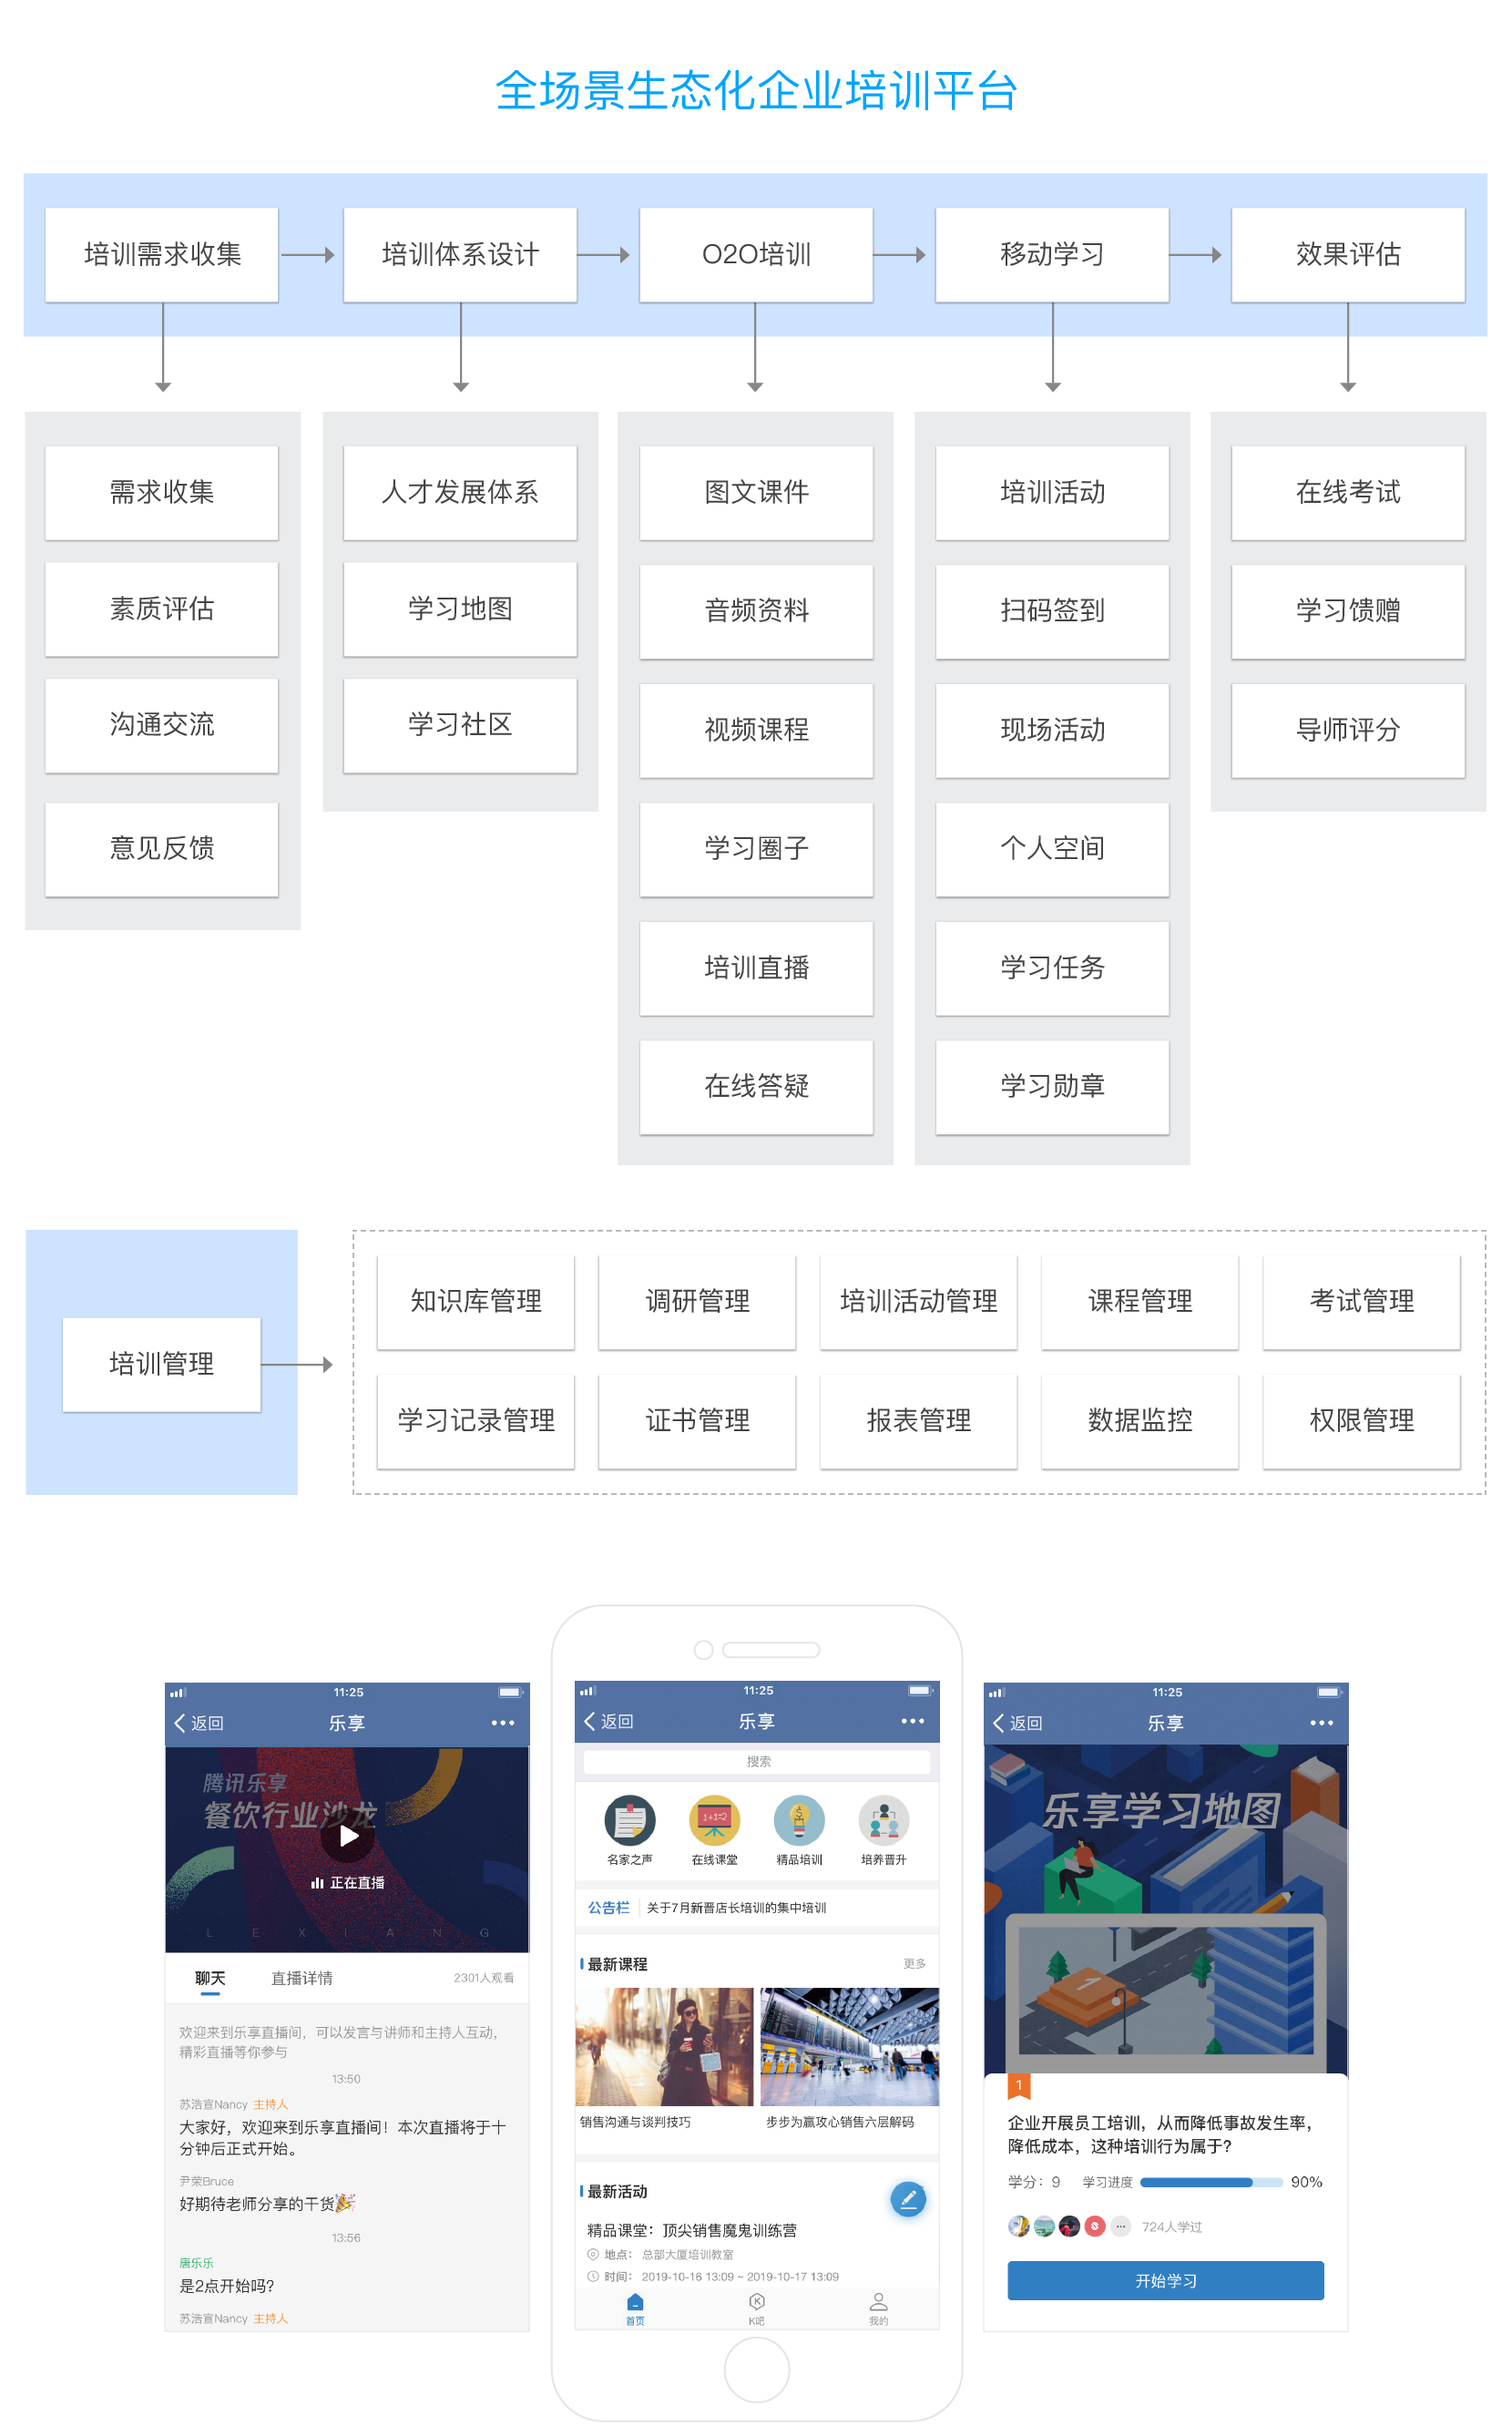 全场景生态化企业培训平台
培训需求收集
培训体系设计
O2O培训
移动学习
效果评估
需求收集
素质评估
沟通交流
意见反馈
人才发展体系
学习地图
学习社区
图文课件
音频资料
视频课程
学习圈子
培训直播
在线答疑
培训活动
扫码签到
现场活动
个人空间
学习任务
学习勋章
在线考试
学习馈赠
导师评分
培训管理
知识库管理
调研管理
培训活动管理
课程管理
考试管理
学习记录管理
证书管理
报表管理
数据监控
权限管理
11:25
返回
乐享
腾讯乐享
餐饮行业沙龙
正在直播
L E X I A N G
聊天
直播详情
2301人观看
欢迎来到乐享直播间，可以发言与讲师和主持人互动，
精彩直播等你参与
13:50
苏浩宣Nancy 主持人
大家好，欢迎来到乐享直播间！本次直播将于十
分钟后正式开始。
尹荣Bruce
好期待老师分享的干货🎉
13:56
唐乐乐
是2点开始吗?
苏浩宣Nancy 主持人
11:25
返回
乐享
搜索
1+1=2
名家之声
在线课堂
精品培训
培养晋升
公告栏
关于7月新晋店长培训的集中培训
最新课程
更多
销售沟通与谈判技巧
步步为赢攻心销售六层解码
最新活动
精品课堂：顶尖销售魔鬼训练营
地点： 总部大厦培训教室
时间： 2019-10-16 13:09 ~ 2019-10-17 13:09
首页
K吧
我的
11:25
返回
乐享
乐享学习地图
1
1
企业开展员工培训，从而降低事故发生率，
降低成本，这种培训行为属于?
学分：9
学习进度
90%
724人学过
开始学习